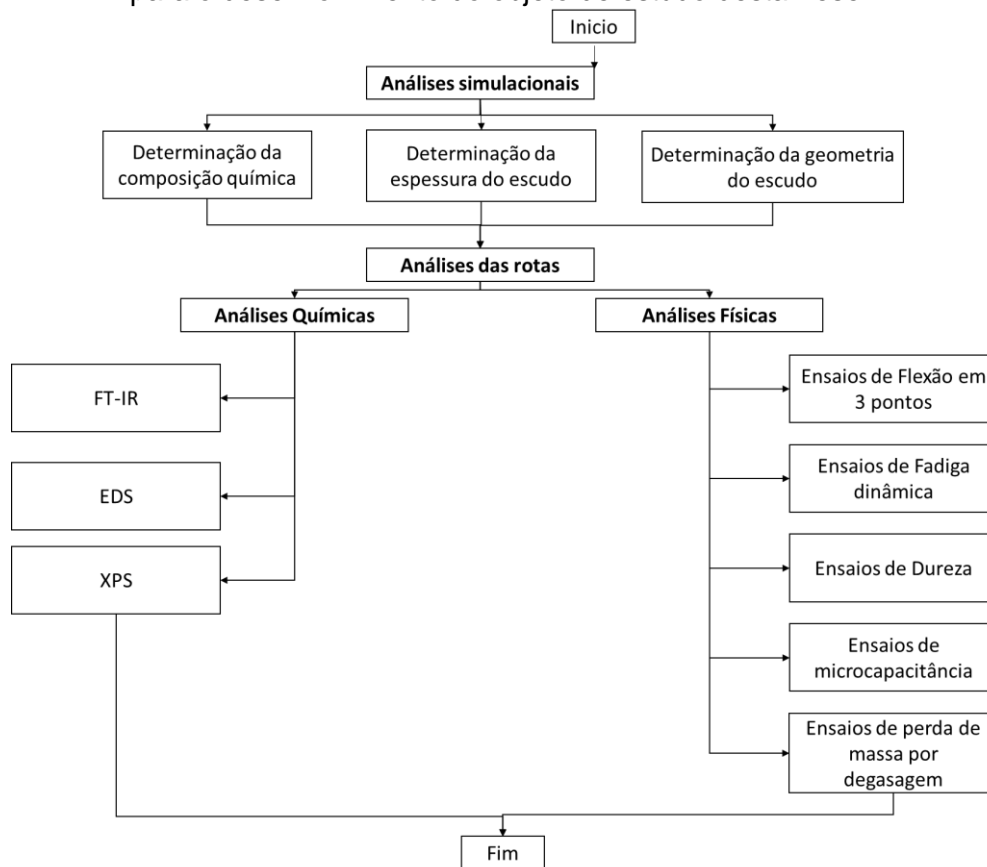 Inicio
Análises simulacionais
Determinação da
composição química
Determinação da
espessura do escudo
Determinação da geometria
do escudo
Análises das rotas
Análises Químicas
Análises Físicas
FT-IR
EDS
XPS
Ensaios de Flexão em
3 pontos
Ensaios de Fadiga
dinâmica
Ensaios de Dureza
Ensaios de
microcapacitância
Ensaios de perda de
massa por
degasagem
Fim